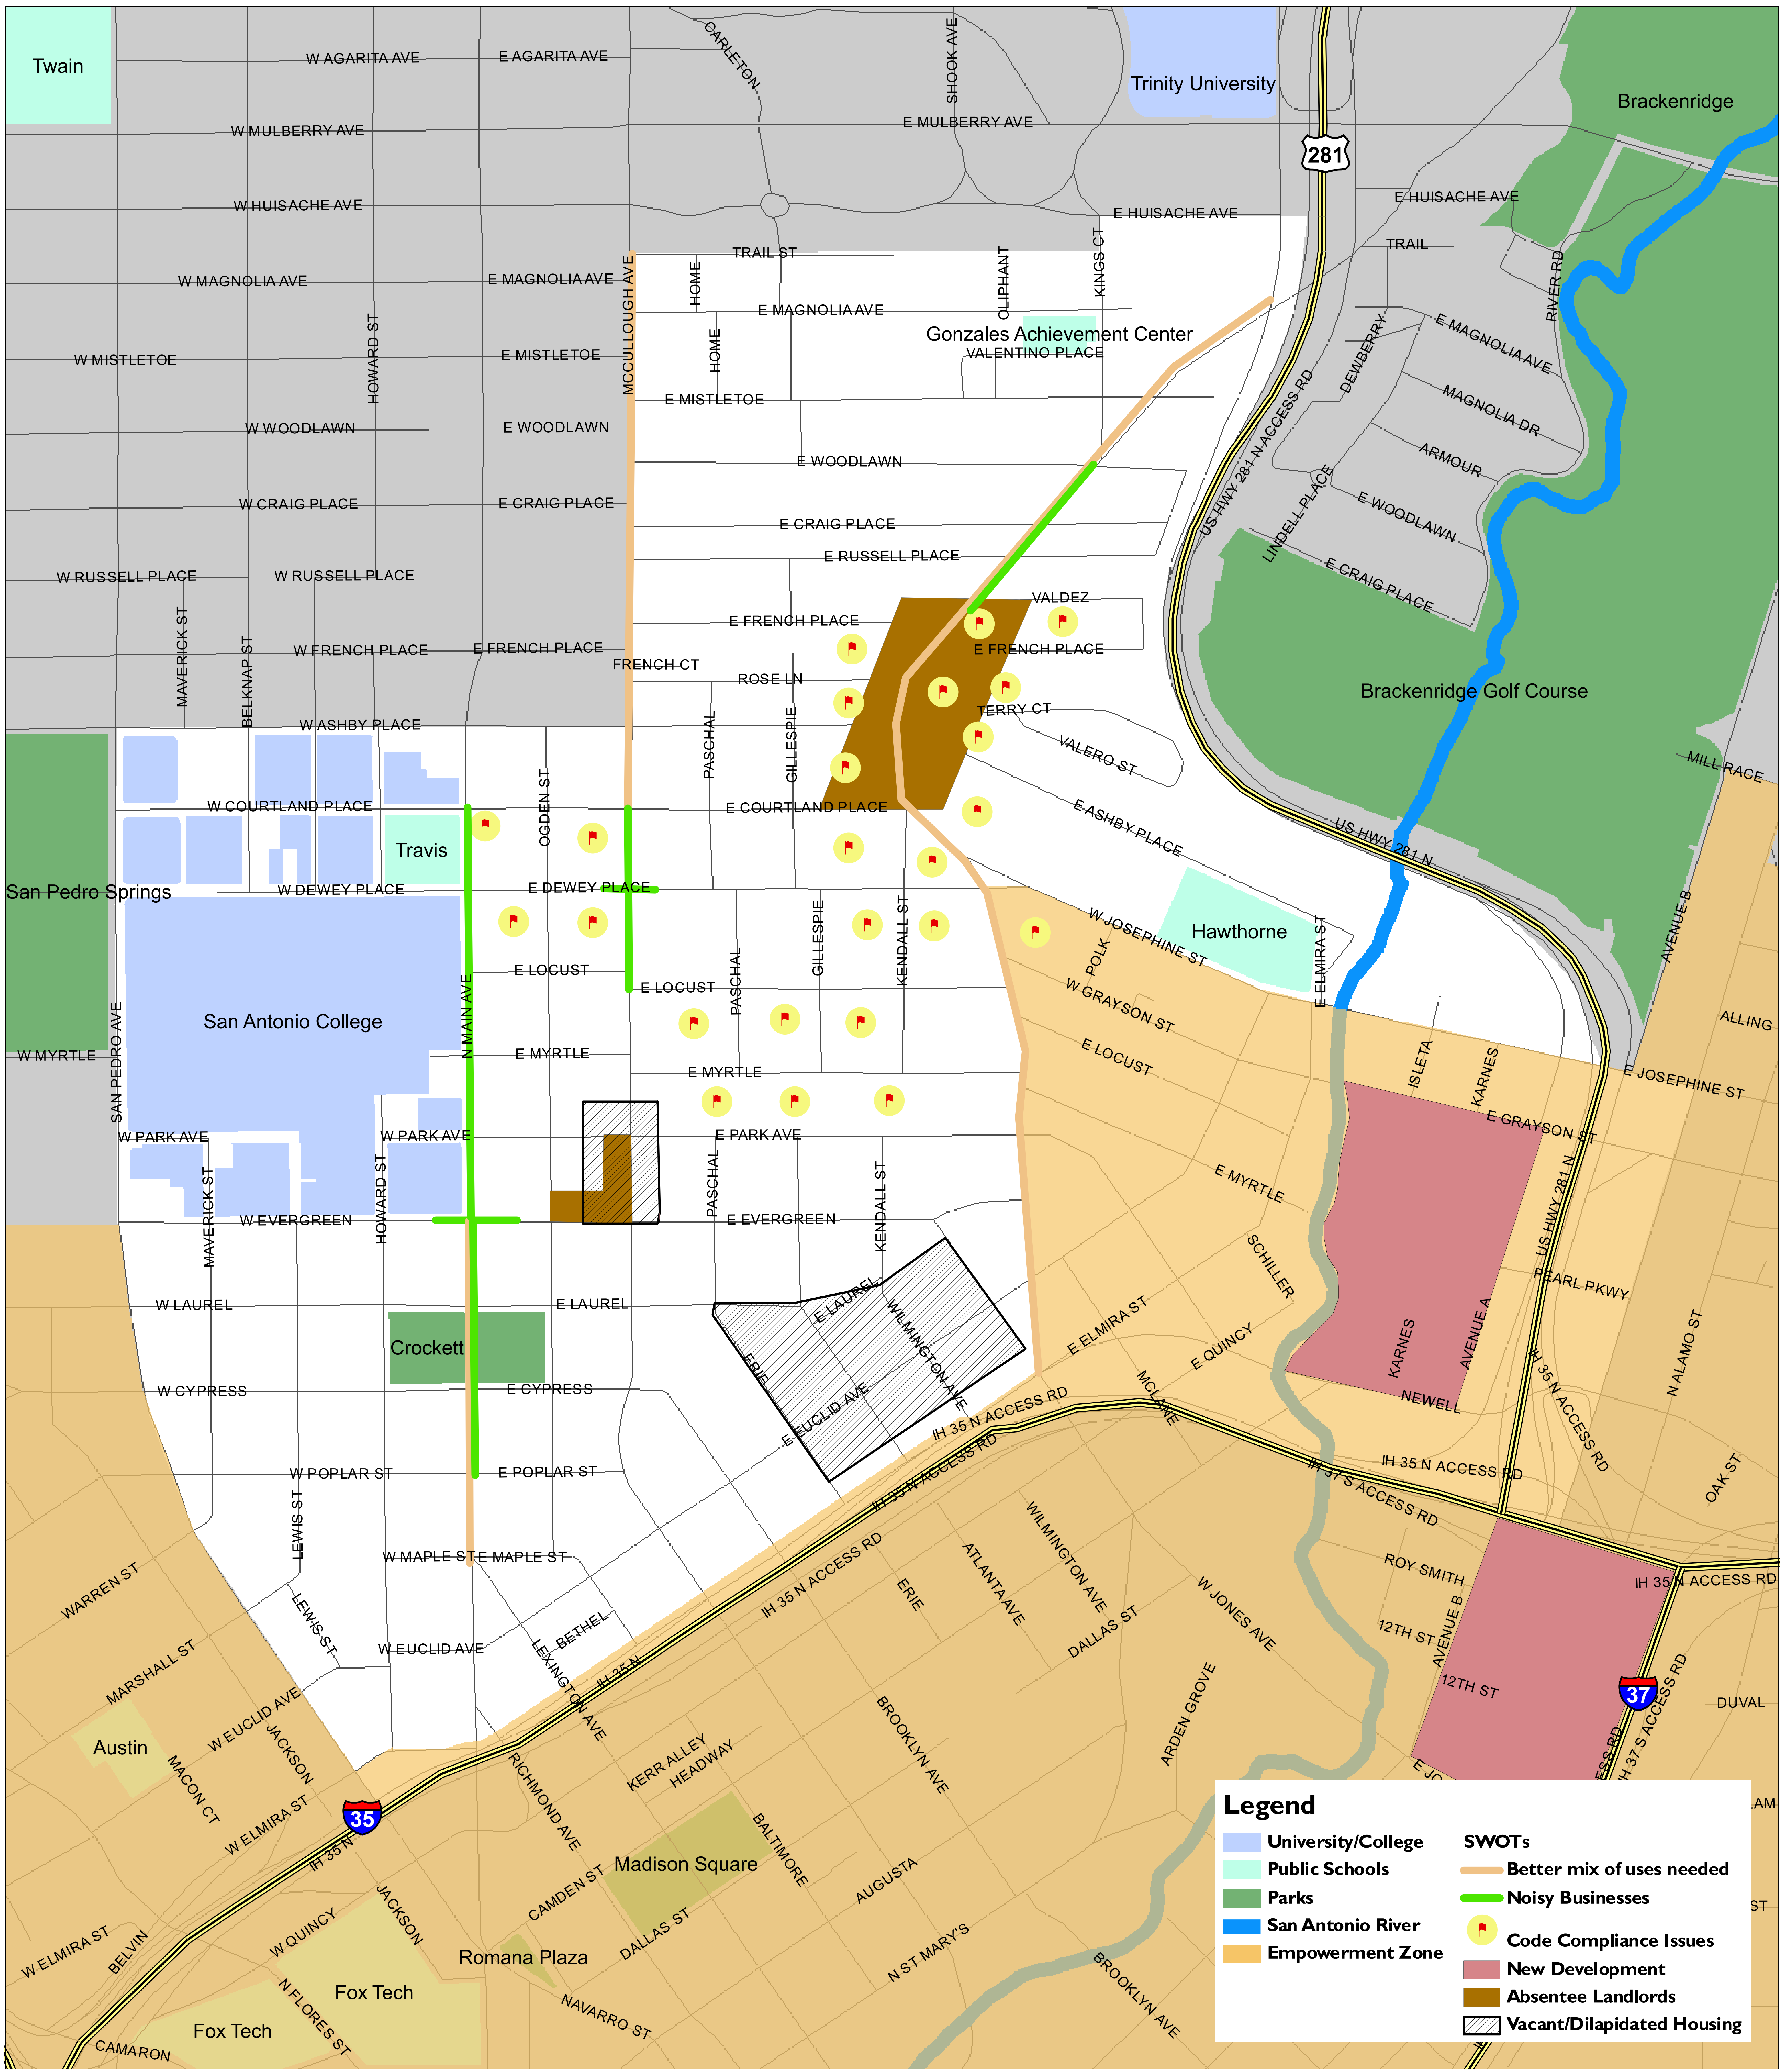 Twain
W AGARITA AVE
E AGARITA AVE
CARLETON
SHOOK AVE
Trinity University
Brackenridge
W MULBERRY AVE
E MULBERRY AVE
281
W HUISACHE AVE
E HUISACHE AVE
E HUISACHE AVE
TRAIL ST
TRAIL
W MAGNOLIA AVE
E MAGNOLIA AVE
MCCULLOUGH AVE
HOME
OLIPHANT
KINGS CT
RIVER RD
E MAGNOLIA AVE
HOWARD ST
HOME
Gonzales Achievement Center
VALENTINO PLACE
DEWBERRY
E MAGNOLIA AVE
W MISTLETOE
E MISTLETOE
E MISTLETOE
US HWY 281 N ACCESS RD
MAGNOLIA DR
W WOODLAWN
E WOODLAWN
E WOODLAWN
ARMOUR
W CRAIG PLACE
E CRAIG PLACE
E CRAIG PLACE
LINDELL PLACE
E WOODLAWN
E RUSSELL PLACE
E CRAIG PLACE
W RUSSELL PLACE
W RUSSELL PLACE
VALDEZ
MAVERICK ST
BELKNAP ST
E FRENCH PLACE
W FRENCH PLACE
E FRENCH PLACE
E FRENCH PLACE
FRENCH CT
ROSE LN
Brackenridge Golf Course
W ASHBY PLACE
TERRY CT
PASCHAL
GILLESPIE
VALERO ST
MILL RACE
W COURTLAND PLACE
OGDEN ST
E COURTLAND PLACE
E ASHBY PLACE
US HWY 281 N
Travis
San Pedro Springs
W DEWEY PLACE
E DEWEY PLACE
KENDALL ST
GILLESPIE
PASCHAL
W JOSEPHINE ST
POLK
Hawthorne
E ELMIRA ST
AVENUE B
E LOCUST
E LOCUST
W GRAYSON ST
San Antonio College
N MAIN AVE
ALLING
SAN PEDRO AVE
W MYRTLE
E MYRTLE
E MYRTLE
E LOCUST
ISLETA
KARNES
E JOSEPHINE ST
E GRAYSON ST
W PARK AVE
W PARK AVE
E PARK AVE
MAVERICK ST
HOWARD ST
PASCHAL
KENDALL ST
E MYRTLE
US HWY 281 N
W EVERGREEN
E EVERGREEN
SCHILLER
PEARL PKWY
W LAUREL
E LAUREL
E LAUREL
WILMINGTON AVE
E ELMIRA ST
E QUINCY
KARNES
AVENUE A
N ALAMO ST
Crockett
ERIE
W CYPRESS
E CYPRESS
E EUCLID AVE
MCLANE
NEWELL
IH 35 N ACCESS RD
IH 35 N ACCESS RD
IH 35 N ACCESS RD
W POPLAR ST
E POPLAR ST
IH 35 N ACCESS RD
IH 37 S ACCESS RD
OAK ST
LEWIS ST
W MAPLE ST
E MAPLE ST
IH 35 N ACCESS RD
WILMINGTON AVE
ATLANTA AVE
ERIE
ROY SMITH
IH 35 N ACCESS RD
WARREN ST
LEWIS ST
BETHEL
W EUCLID AVE
LEXINGTON AVE
DALLAS ST
W JONES AVE
12TH ST
AVENUE B
12TH ST
MARSHALL ST
IH 35 N
37
IH 37 S ACCESS RD
DUVAL
W EUCLID AVE
JACKSON
Austin
MACON CT
BROOKLYN AVE
ARDEN GROVE
KERR ALLEY
HEADWAY
RICHMOND AVE
W ELMIRA ST
35
IH 35 N
BALTIMORE
Madison Square
CAMDEN ST
AUGUSTA
JACKSON
DALLAS ST
W QUINCY
W ELMIRA ST
BELVIN
Romana Plaza
N ST MARY'S
BROOKLYN AVE
Fox Tech
N FLORES ST
NAVARRO ST
Fox Tech
CAMARON
ST
Legend
University/College
Public Schools
Parks
San Antonio River
Empowerment Zone
SWOTs
Better mix of uses needed
Noisy Businesses
Code Compliance Issues
New Development
Absentee Landlords
Vacant/Dilapidated Housing